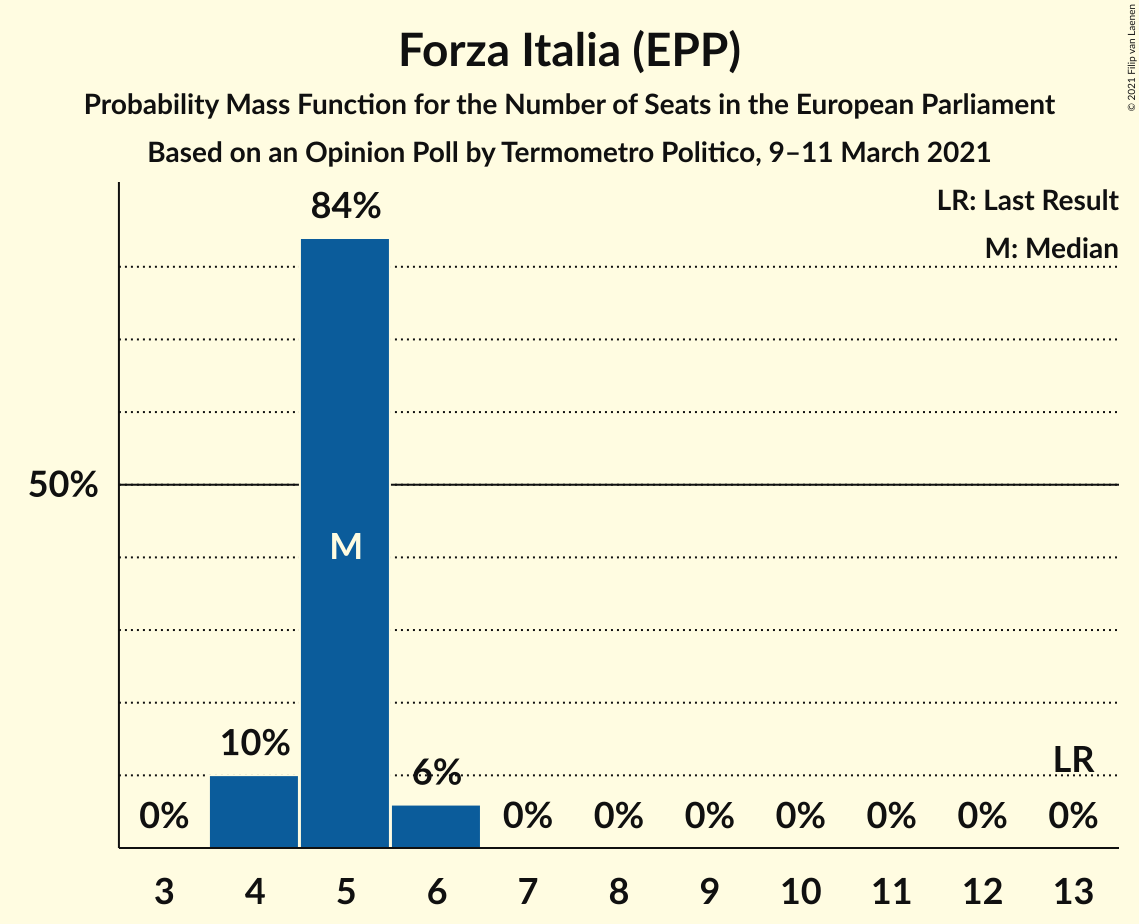 Forza Italia (EPP)
Probability Mass Function for the Number of Seats in the European Parliament
Based on an Opinion Poll by Termometro Politico, 9–11 March 2021
© 2021 Filip van Laenen
LR: Last Result
M: Median
84%
50%
M
10%
6%
LR
0%
0%
0%
0%
0%
0%
0%
0%
3 4 5 6 7 8 9 10 11 12 13